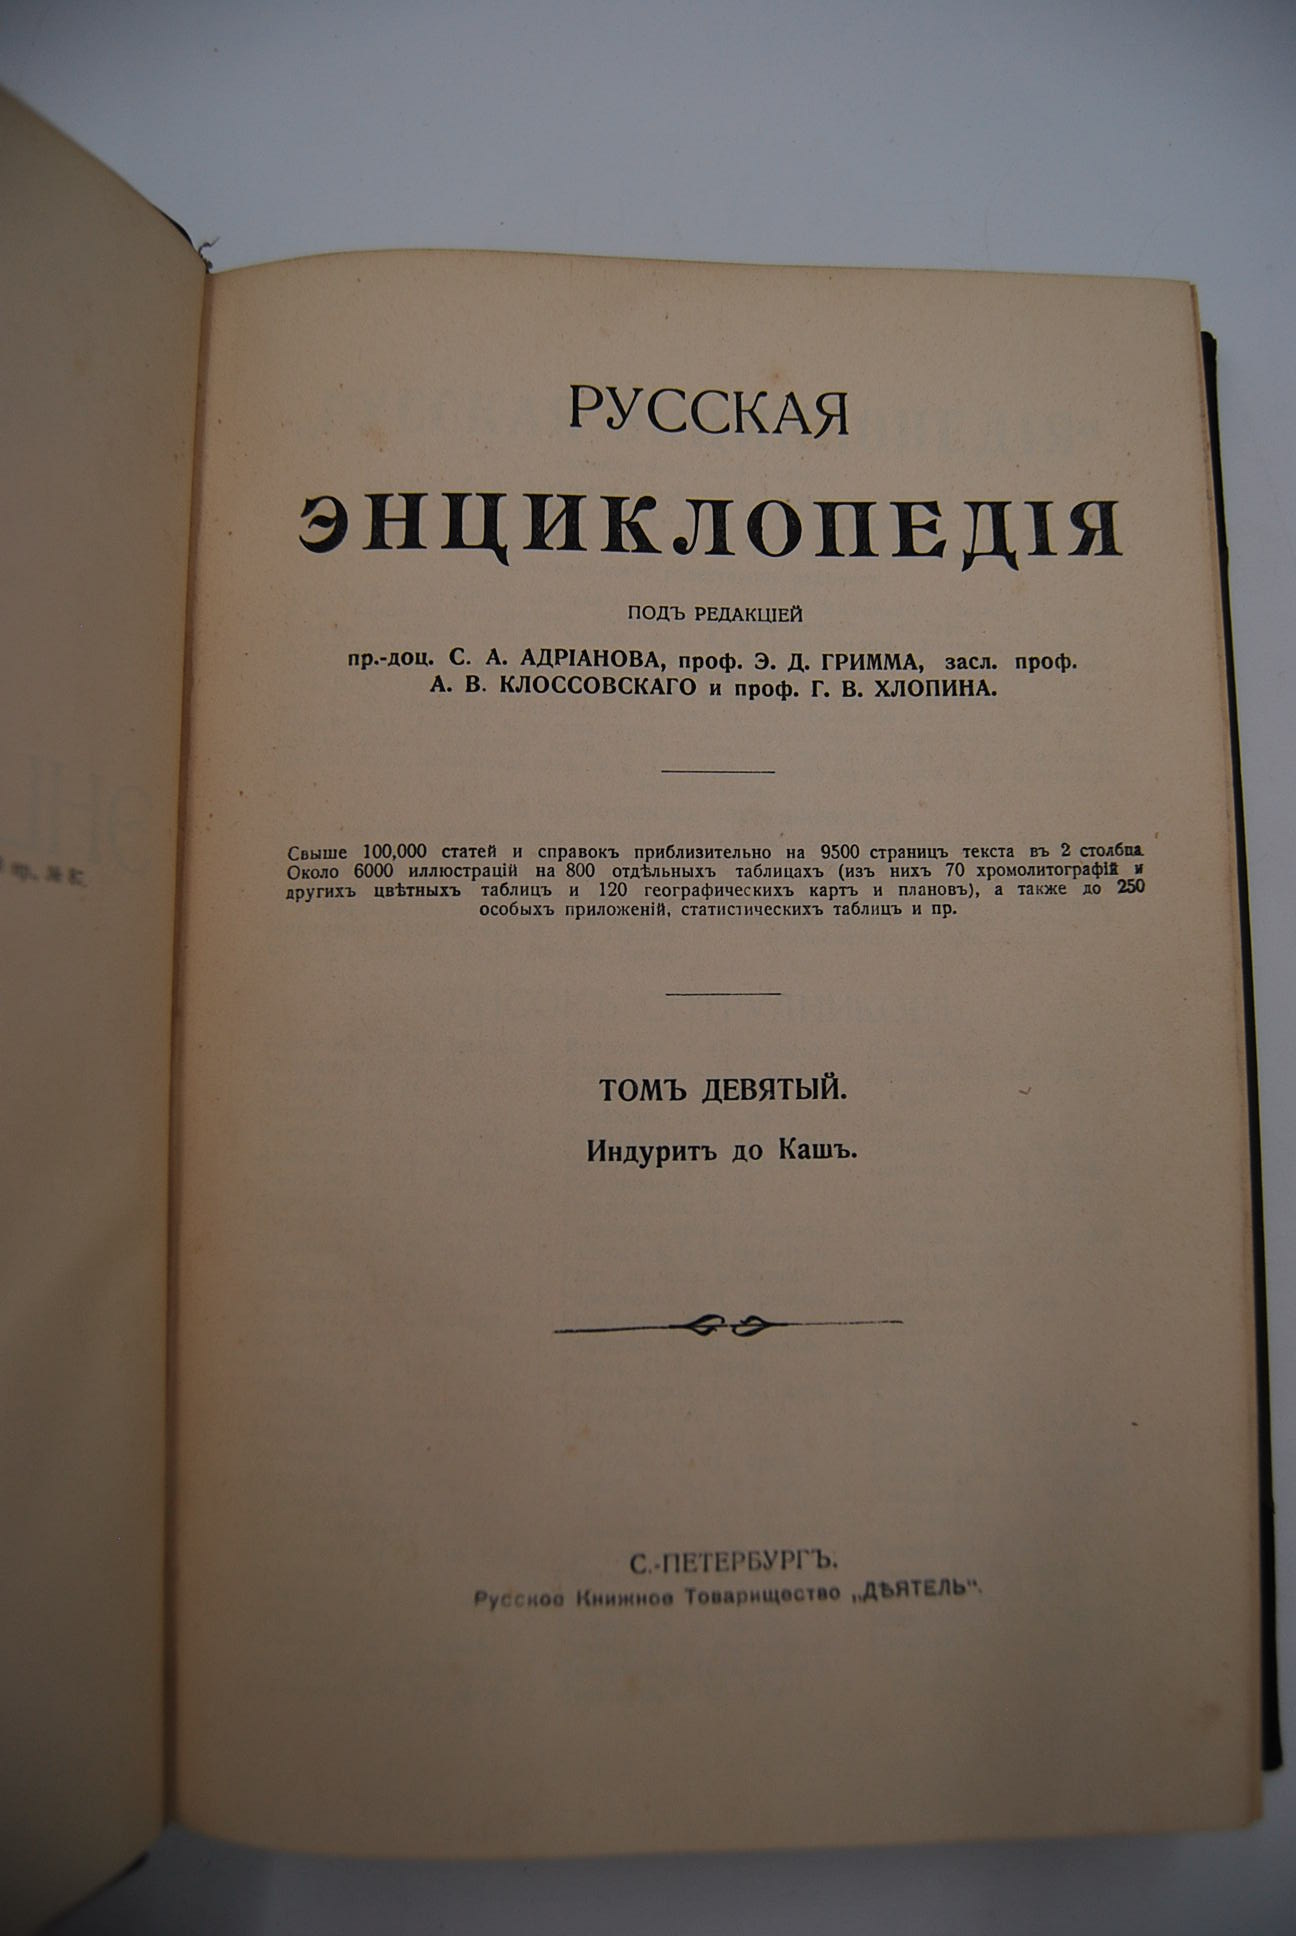 РУССКАЯ
ЭНЦИКЛОПЕДІЯ
ПОДЪ РЕДАКЦІЕЙ
пр.-доц. С. А. АДРІАНОВА, проф. Э. Д. ГРИММА, засл. проф.
А. В. КЛОССОВСКАГО и проф. Г. В. ХЛОПИНА.
Свыше 100,000 статей и справокъ приблизительно на 9500 страницъ текста въ 2 столбца.
Около 6000 иллюстрацій на 800 отдѣльныхъ таблицахъ (изъ нихъ 70 хромолитографій и
другихъ цвѣтныхъ таблицъ и 120 географическихъ картъ и плановъ), а также до 250
особыхъ приложеній, статистическихъ таблицъ и пр.
ТОМЪ ДЕВЯТЫЙ.
Индуритъ до Кашъ.
С.-ПЕТЕРБУРГЪ.
Русское Книжное Товарищество „ДѢЯТЕЛЬ“.